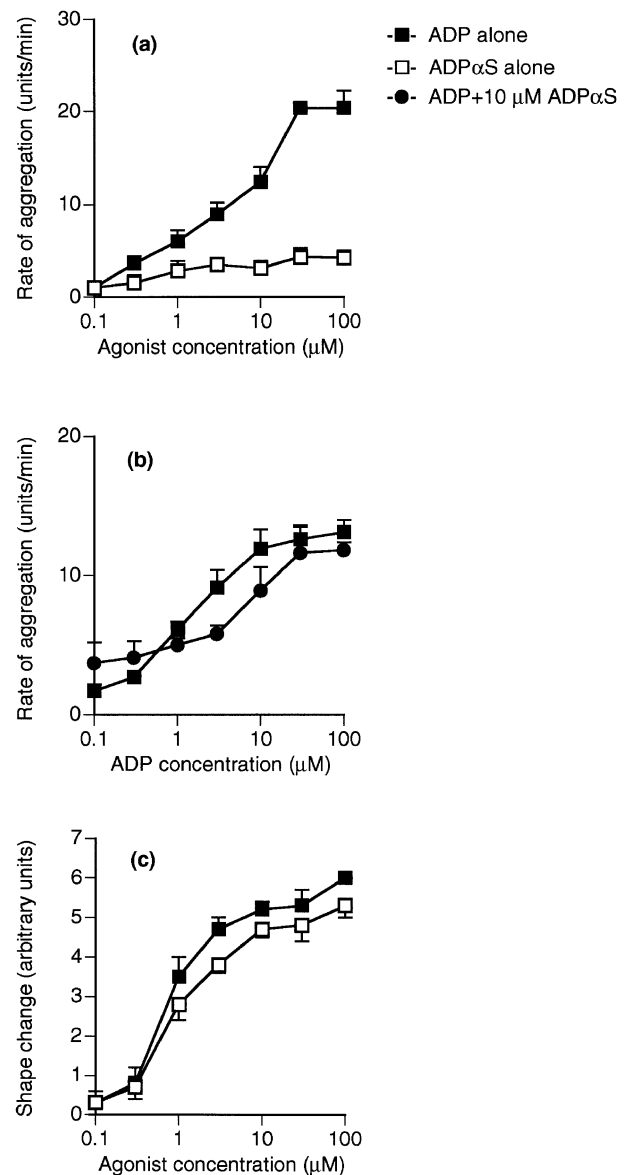 (a)
-■- ADP alone
-□- ADPαS alone
-●- ADP+10 μM ADPαS
Rate of aggregation (units/min)
30
20
10
0
0.1 1 10 100
Agonist concentration (μM)
(b)
Rate of aggregation (units/min)
20
10
0
0.1 1 10 100
ADP concentration (μM)
(c)
Shape change (arbitrary units)
7
6
5
4
3
2
1
0
0.1 1 10 100
Agonist concentration (μM)